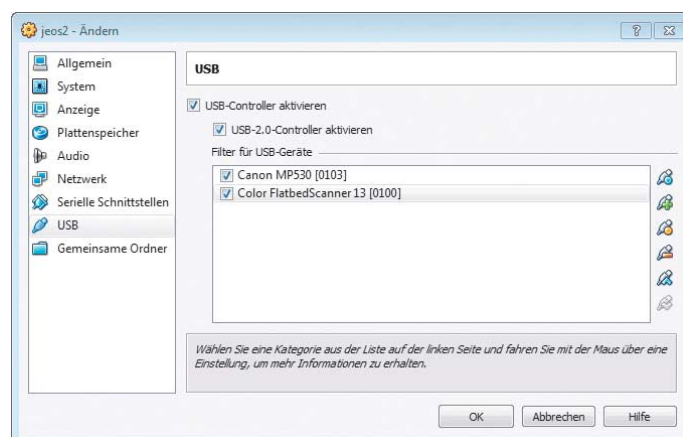 jeos2 - Ändern
Allgemein
System
Anzeige
Plattenspeicher
Audio
Netzwerk
Serielle Schnittstellen
USB
Gemeinsame Ordner
USB
USB-Controller aktivieren
USB-2.0-Controller aktivieren
Filter für USB-Geräte
Canon MP530 [0103]
Color FlatbedScanner 13 [0100]
Wählen Sie eine Kategorie aus der Liste auf der linken Seite und fahren Sie mit der Maus über eine
Einstellung, um mehr Informationen zu erhalten.
OK
Abbrechen
Hilfe